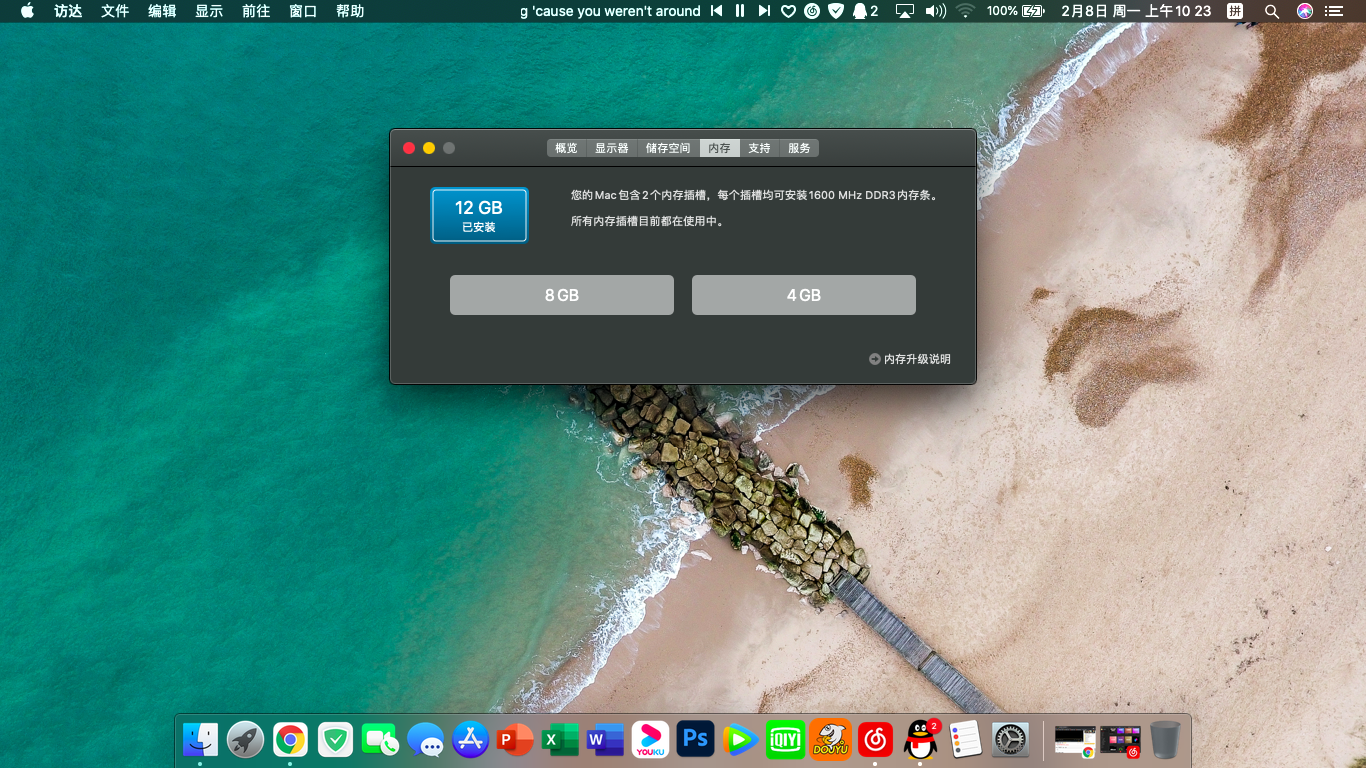 访达 文件 编辑 显示 前往 窗口 帮助 g 'cause you weren't around 2 100% 2月8日 周一 上午10 23 拼
概览 显示器 储存空间 内存 支持 服务
12 GB
已安装
您的 Mac 包含 2 个内存插槽，每个插槽均可安装 1600 MHz DDR3 内存条。
所有内存插槽目前都在使用中。
8 GB 4 GB
内存升级说明
P X W YOUKU Ps iQIYI DOUYU 2